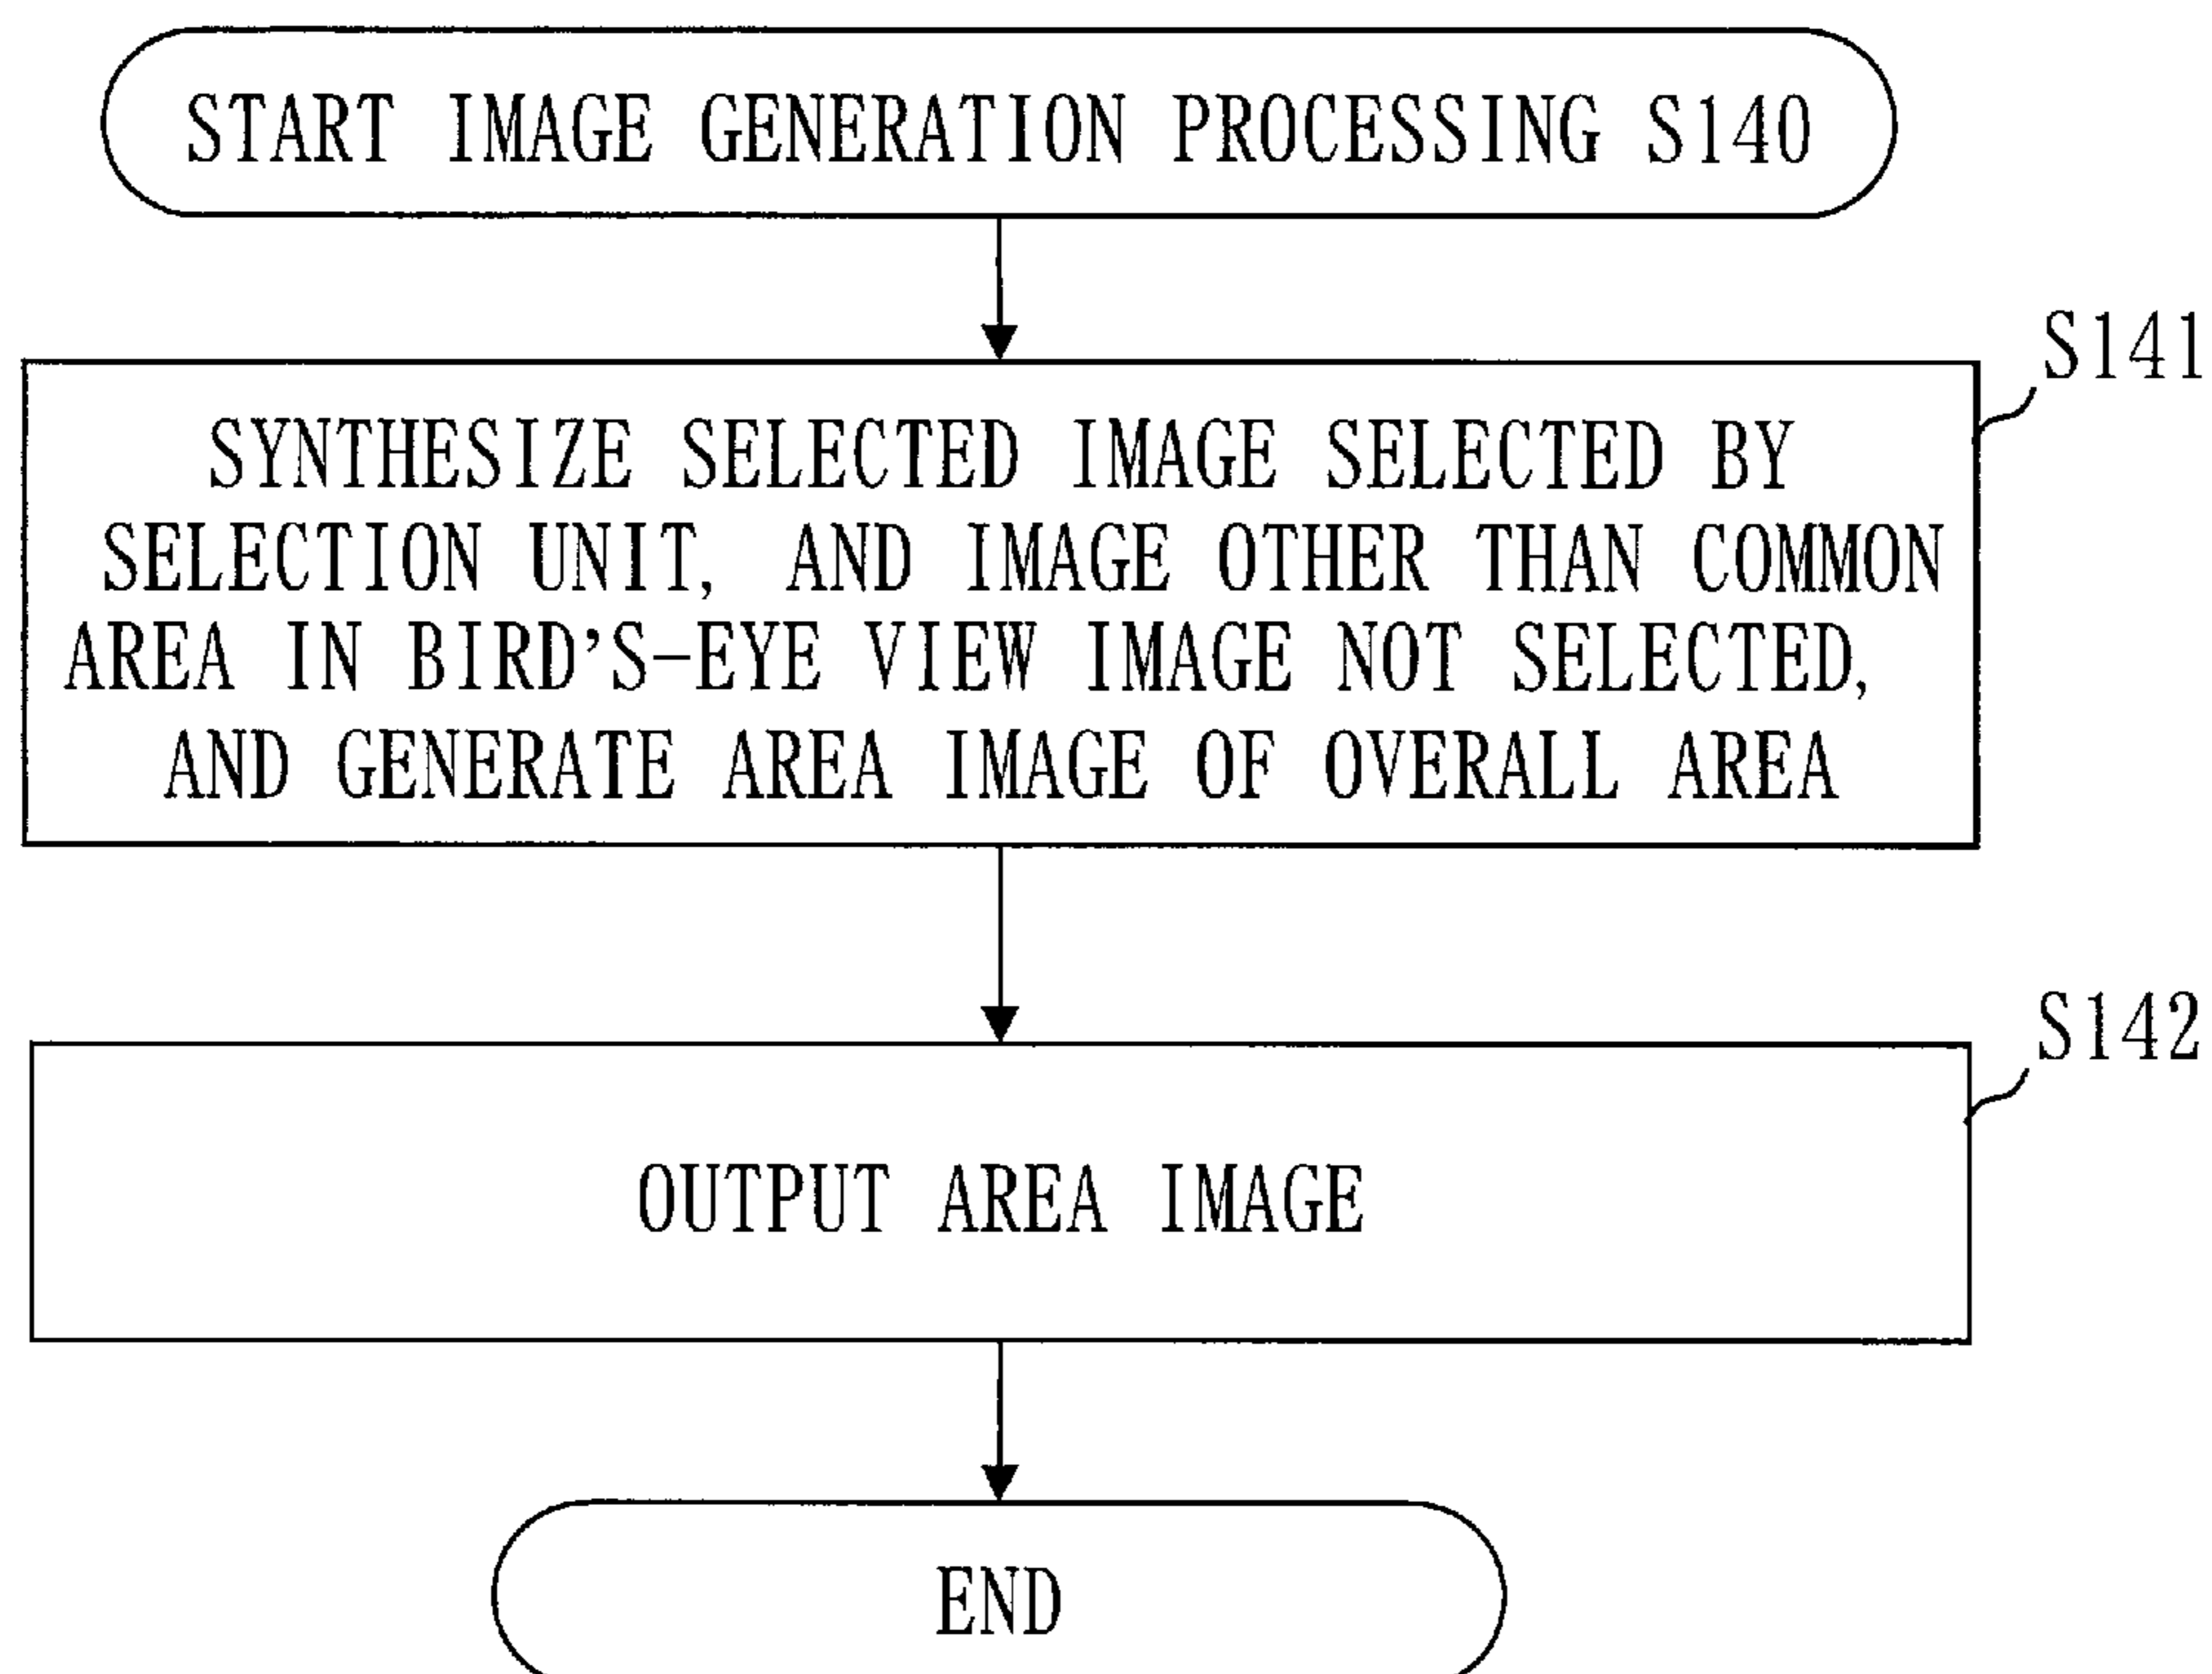 START IMAGE GENERATION PROCESSING S140
S141
SYNTHESIZE SELECTED IMAGE SELECTED BY
SELECTION UNIT, AND IMAGE OTHER THAN COMMON
AREA IN BIRD'S-EYE VIEW IMAGE NOT SELECTED,
AND GENERATE AREA IMAGE OF OVERALL AREA
S142
OUTPUT AREA IMAGE
END